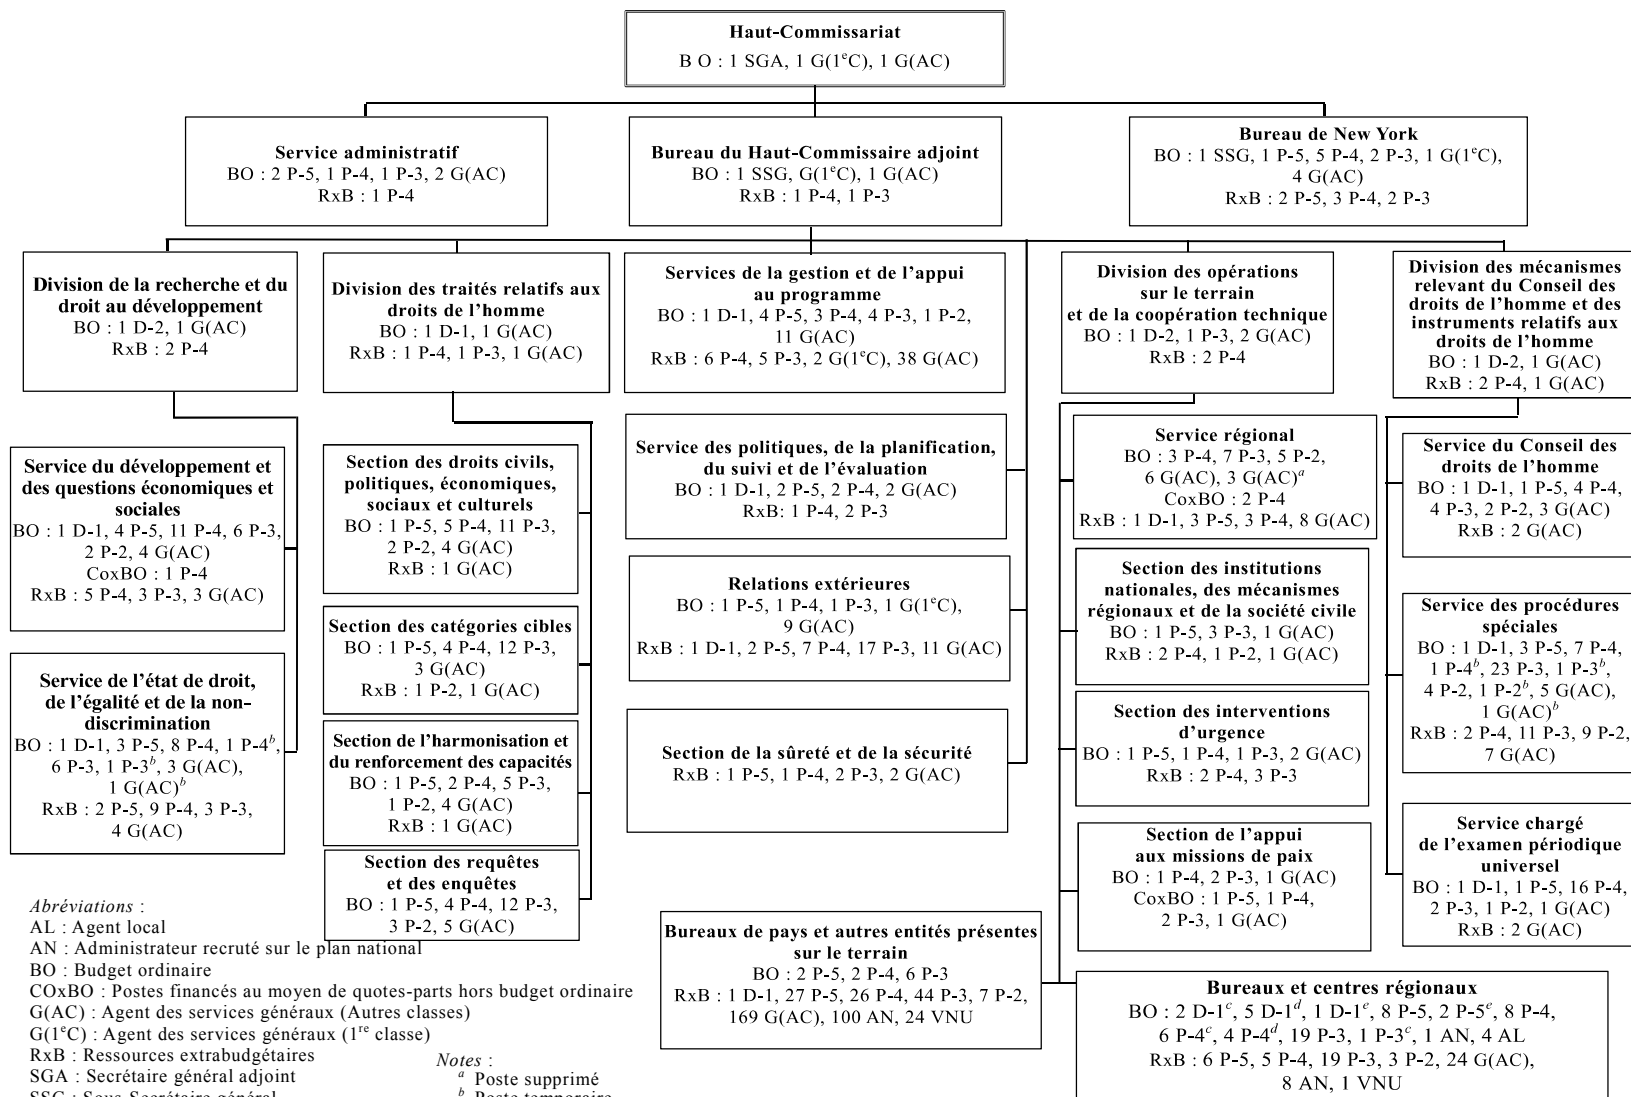 Haut-Commissariat
B O : 1 SGA, 1 G(1ᵉC), 1 G(AC)
Service administratif
BO : 2 P-5, 1 P-4, 1 P-3, 2 G(AC)
RxB : 1 P-4
Bureau du Haut-Commissaire adjoint
BO : 1 SSG, G(1ᵉC), 1 G(AC)
RxB : 1 P-4, 1 P-3
Bureau de New York
BO : 1 SSG, 1 P-5, 5 P-4, 2 P-3, 1 G(1ᵉC),
4 G(AC)
RxB : 2 P-5, 3 P-4, 2 P-3
Division de la recherche et du
droit au développement
BO : 1 D-2, 1 G(AC)
RxB : 2 P-4
Division des traités relatifs aux
droits de l'homme
BO : 1 D-1, 1 G(AC)
RxB : 1 P-4, 1 P-3, 1 G(AC)
Services de la gestion et de l'appui
au programme
BO : 1 D-1, 4 P-5, 3 P-4, 4 P-3, 1 P-2,
11 G(AC)
RxB : 6 P-4, 5 P-3, 2 G(1ᵉC), 38 G(AC)
Division des opérations
sur le terrain
et de la coopération technique
BO : 1 D-2, 1 P-3, 2 G(AC)
RxB : 2 P-4
Division des mécanismes
relevant du Conseil des
droits de l'homme et des
instruments relatifs aux
droits de l'homme
BO : 1 D-2, 1 G(AC)
RxB : 2 P-4, 1 G(AC)
Service du développement et
des questions économiques et
sociales
BO : 1 D-1, 4 P-5, 11 P-4, 6 P-3,
2 P-2, 4 G(AC)
CoxBO : 1 P-4
RxB : 5 P-4, 3 P-3, 3 G(AC)
Service de l'état de droit,
de l'égalité et de la non-
discrimination
BO : 1 D-1, 3 P-5, 8 P-4, 1 P-4ᵇ,
6 P-3, 1 P-3ᵇ, 3 G(AC),
1 G(AC)ᵇ
RxB : 2 P-5, 9 P-4, 3 P-3,
4 G(AC)
Section des droits civils,
politiques, économiques,
sociaux et culturels
BO : 1 P-5, 5 P-4, 11 P-3,
2 P-2, 4 G(AC)
RxB : 1 G(AC)
Section des catégories cibles
BO : 1 P-5, 4 P-4, 12 P-3,
3 G(AC)
RxB : 1 P-2, 1 G(AC)
Section de l'harmonisation et
du renforcement des capacités
BO : 1 P-5, 2 P-4, 5 P-3,
1 P-2, 4 G(AC)
RxB : 1 G(AC)
Section des requêtes
et des enquêtes
BO : 1 P-5, 4 P-4, 12 P-3,
3 P-2, 5 G(AC)
Service des politiques, de la planification,
du suivi et de l'évaluation
BO : 1 D-1, 2 P-5, 2 P-4, 2 G(AC)
RxB: 1 P-4, 2 P-3
Relations extérieures
BO : 1 P-5, 1 P-4, 1 P-3, 1 G(1ᵉC),
9 G(AC)
RxB : 1 D-1, 2 P-5, 7 P-4, 17 P-3, 11 G(AC)
Section de la sûreté et de la sécurité
RxB : 1 P-5, 1 P-4, 2 P-3, 2 G(AC)
Service régional
BO : 3 P-4, 7 P-3, 5 P-2,
6 G(AC), 3 G(AC)ᵃ
CoxBO : 2 P-4
RxB : 1 D-1, 3 P-5, 3 P-4, 8 G(AC)
Section des institutions
nationales, des mécanismes
régionaux et de la société civile
BO : 1 P-5, 3 P-3, 1 G(AC)
RxB : 2 P-4, 1 P-2, 1 G(AC)
Section des interventions
d'urgence
BO : 1 P-5, 1 P-4, 1 P-3, 2 G(AC)
RxB : 2 P-4, 3 P-3
Section de l'appui
aux missions de paix
BO : 1 P-4, 2 P-3, 1 G(AC)
CoxBO : 1 P-5, 1 P-4,
2 P-3, 1 G(AC)
Service du Conseil des
droits de l'homme
BO : 1 D-1, 1 P-5, 4 P-4,
4 P-3, 2 P-2, 3 G(AC)
RxB : 2 G(AC)
Service des procédures
spéciales
BO : 1 D-1, 3 P-5, 7 P-4,
1 P-4ᵇ, 23 P-3, 1 P-3ᵇ,
4 P-2, 1 P-2ᵇ, 5 G(AC),
1 G(AC)ᵇ
RxB : 2 P-4, 11 P-3, 9 P-2,
7 G(AC)
Service chargé
de l'examen périodique
universel
BO : 1 D-1, 1 P-5, 16 P-4,
2 P-3, 1 P-2, 1 G(AC)
RxB : 2 G(AC)
Bureaux de pays et autres entités présentes
sur le terrain
BO : 2 P-5, 2 P-4, 6 P-3
RxB : 1 D-1, 27 P-5, 26 P-4, 44 P-3, 7 P-2,
169 G(AC), 100 AN, 24 VNU
Bureaux et centres régionaux
BO : 2 D-1ᶜ, 5 D-1ᵈ, 1 D-1ᵉ, 8 P-5, 2 P-5ᵉ, 8 P-4,
6 P-4ᶜ, 4 P-4ᵈ, 19 P-3, 1 P-3ᶜ, 1 AN, 4 AL
RxB : 6 P-5, 5 P-4, 19 P-3, 3 P-2, 24 G(AC),
8 AN, 1 VNU
Abréviations :
AL : Agent local
AN : Administrateur recruté sur le plan national
BO : Budget ordinaire
COxBO : Postes financés au moyen de quotes-parts hors budget ordinaire
G(AC) : Agent des services généraux (Autres classes)
G(1ᵉC) : Agent des services généraux (1ʳᵉ classe)
RxB : Ressources extrabudgétaires
SGA : Secrétaire général adjoint
SSG : Sous-Secrétaire général
Notes :
ᵃ Poste supprimé
ᵇ Poste temporaire